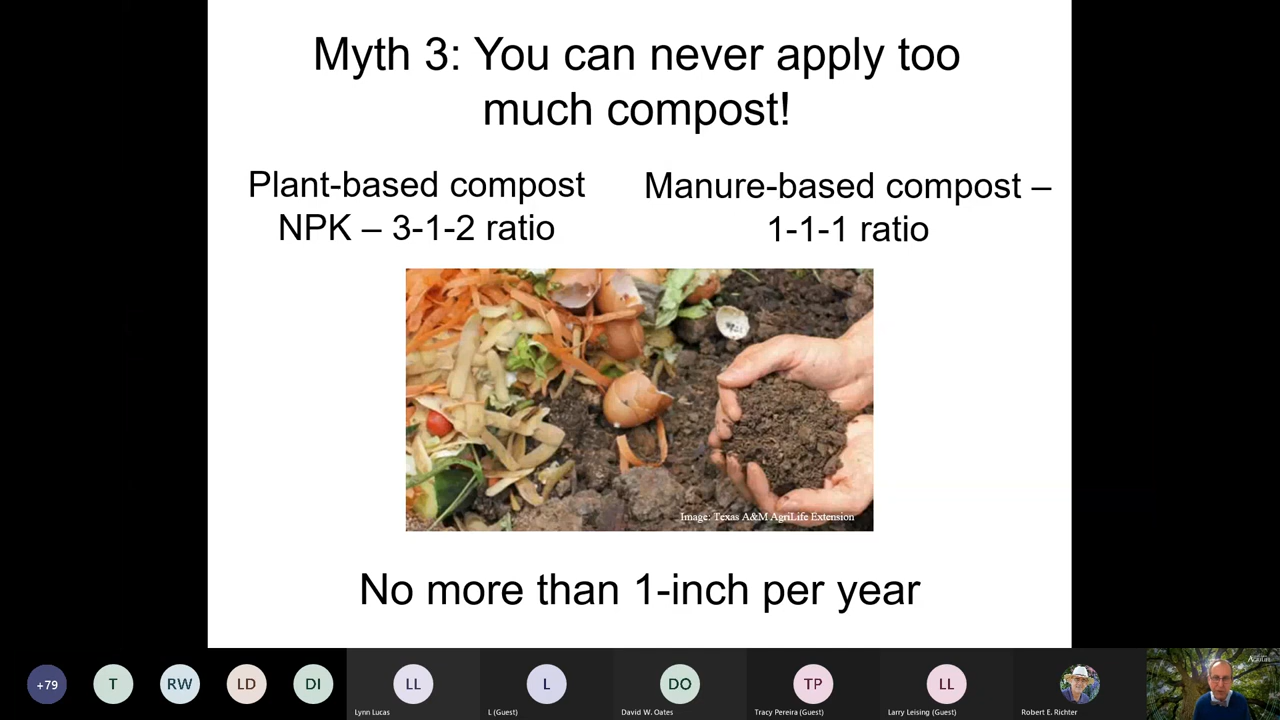 Myth 3: You can never apply too
much compost!
Plant-based compost
NPK – 3-1-2 ratio
Manure-based compost –
1-1-1 ratio
Image: Texas A&M AgriLife Extension
No more than 1-inch per year
+79
T
RW
LD
DI
LL
L
DO
TP
LL
Lynn Lucas
L (Guest)
David W. Oates
Tracy Pereira (Guest)
Larry Leising (Guest)
Robert E. Richter